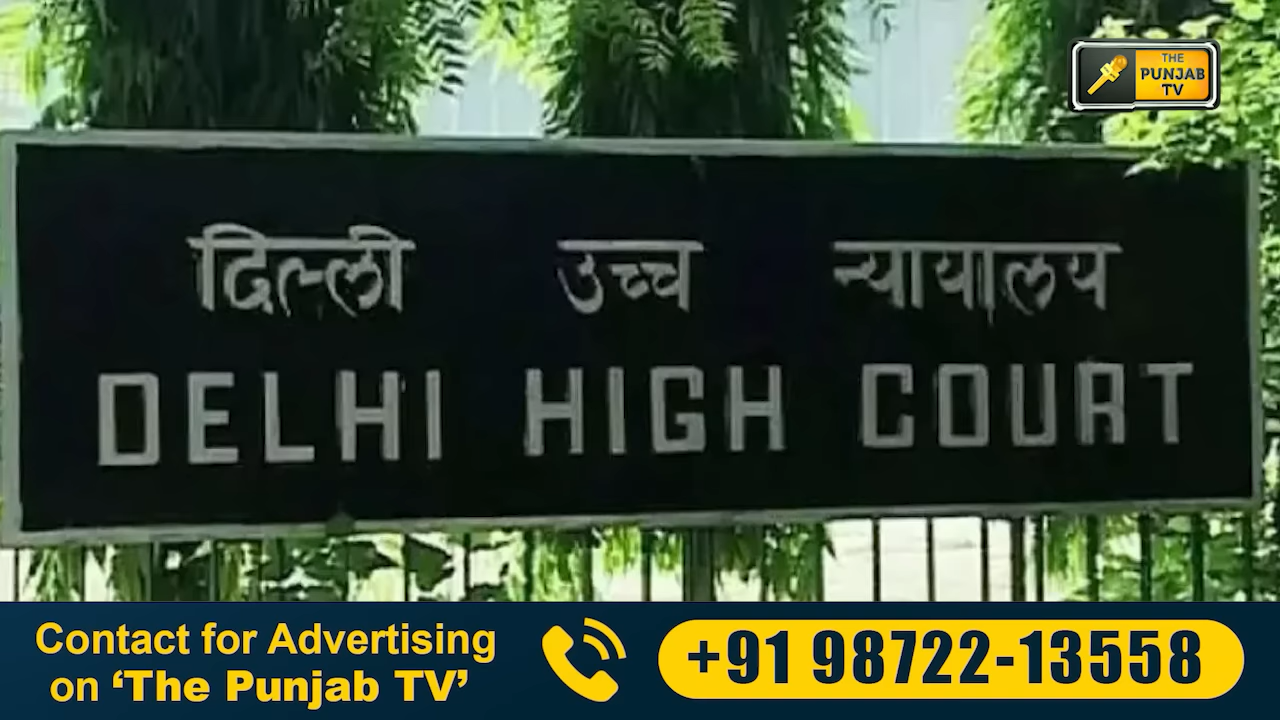 THE
PUNJAB
TV
दिल्ली उच्च न्यायालय
DELHI HIGH COURT
Contact for Advertising
on ‘The Punjab TV’
+91 98722-13558